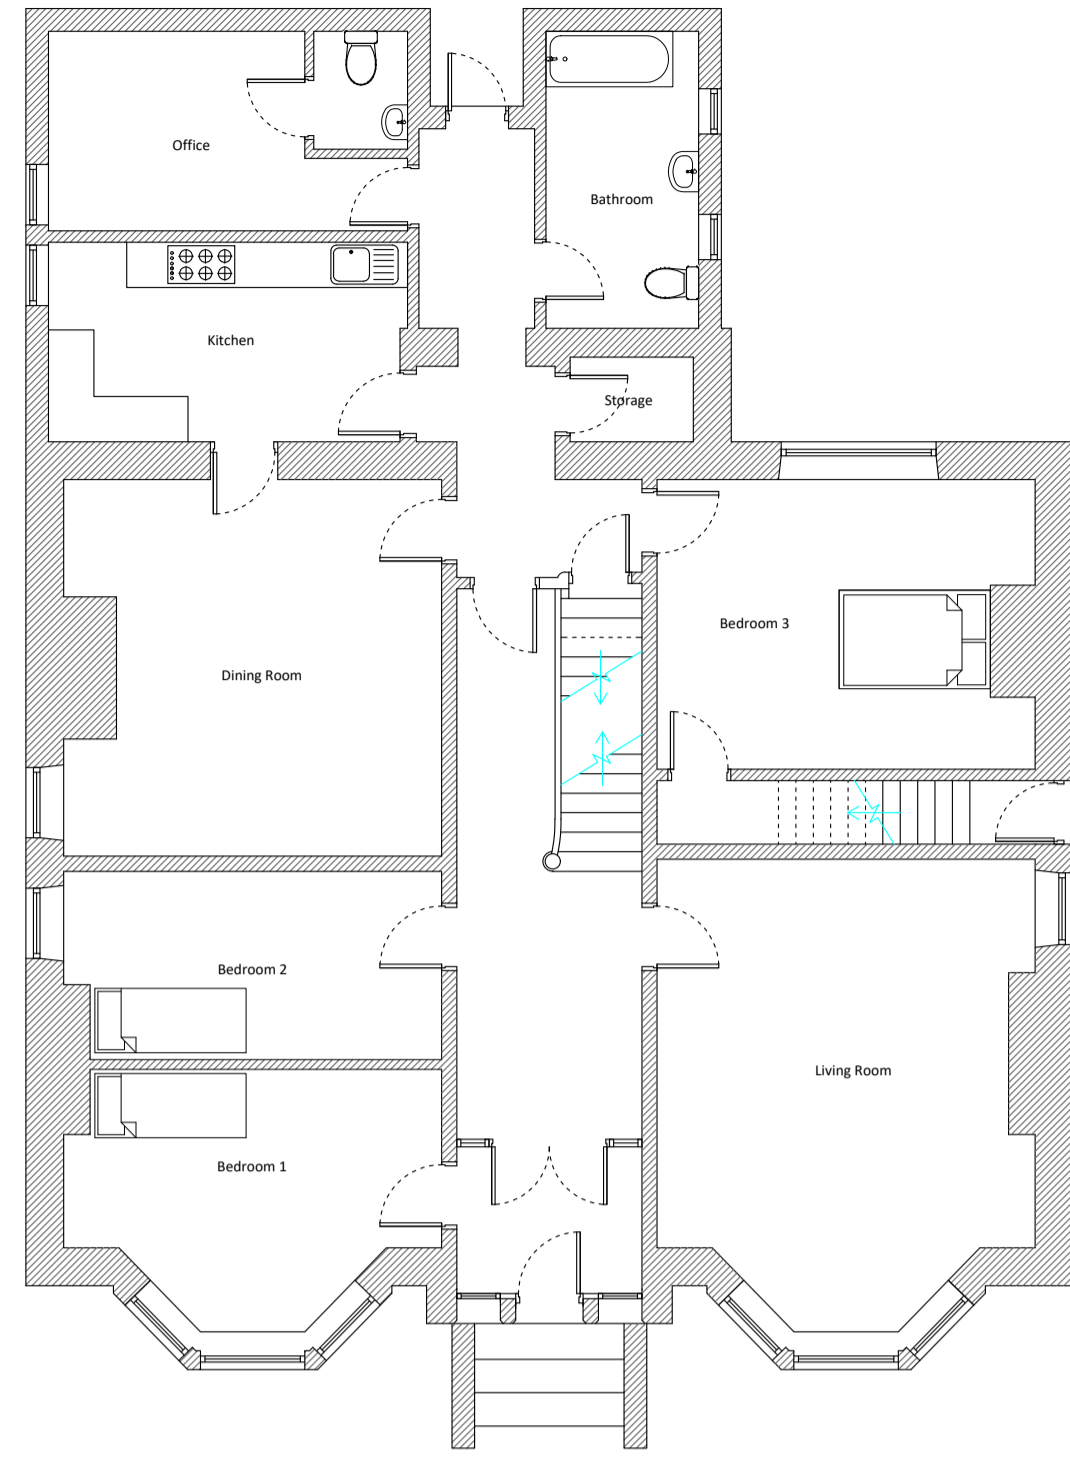 Office
Bathroom
Kitchen
Storage
Bedroom 3
Dining Room
Bedroom 2
Living Room
Bedroom 1